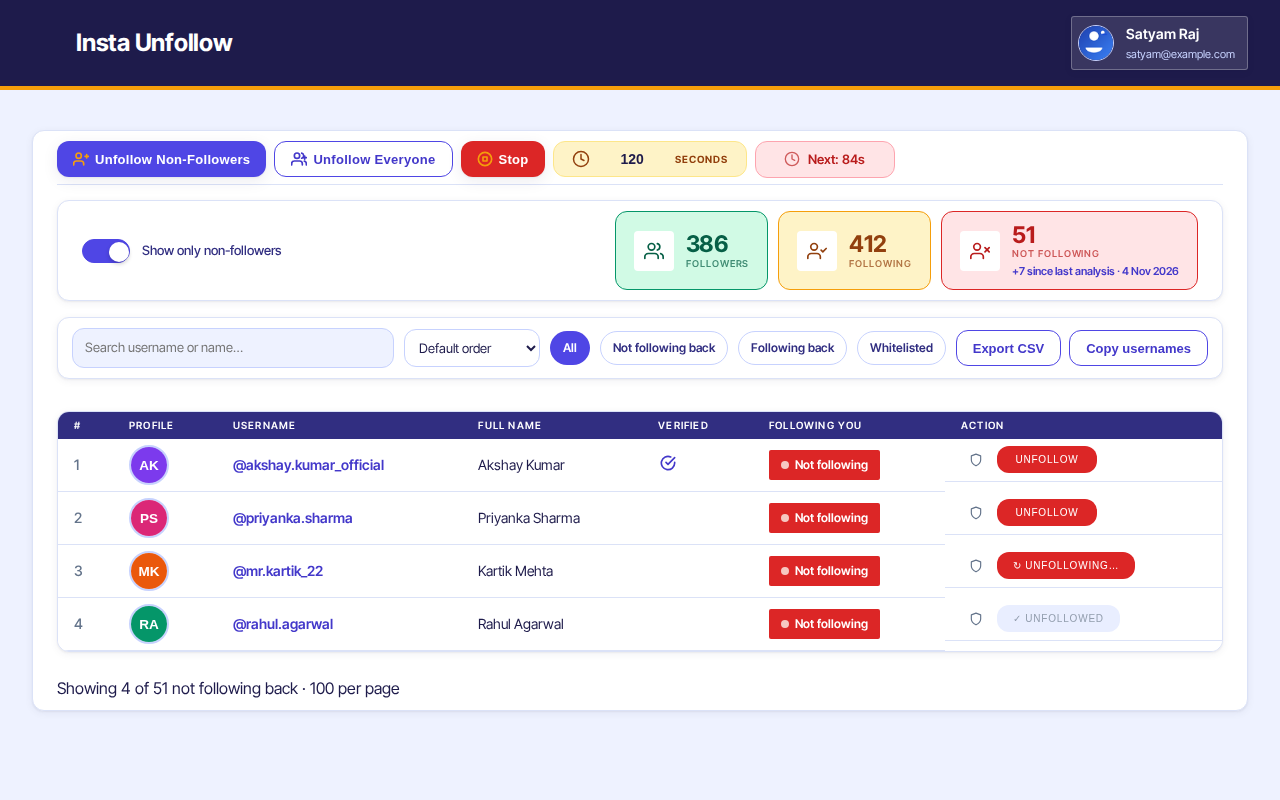 Insta Unfollow
Satyam Raj
satyam@example.com
Unfollow Non-Followers
Unfollow Everyone
Stop
120 SECONDS
Next: 84s
Show only non-followers
386
FOLLOWERS
412
FOLLOWING
51
NOT FOLLOWING
+7 since last analysis · 4 Nov 2026
Search username or name...
Default order
All
Not following back
Following back
Whitelisted
Export CSV
Copy usernames
# PROFILE USERNAME FULL NAME VERIFIED FOLLOWING YOU ACTION
1 AK @akshay.kumar_official Akshay Kumar Not following UNFOLLOW
2 PS @priyanka.sharma Priyanka Sharma Not following UNFOLLOW
3 MK @mr.kartik_22 Kartik Mehta Not following ↻ UNFOLLOWING...
4 RA @rahul.agarwal Rahul Agarwal Not following ✓ UNFOLLOWED
Showing 4 of 51 not following back · 100 per page